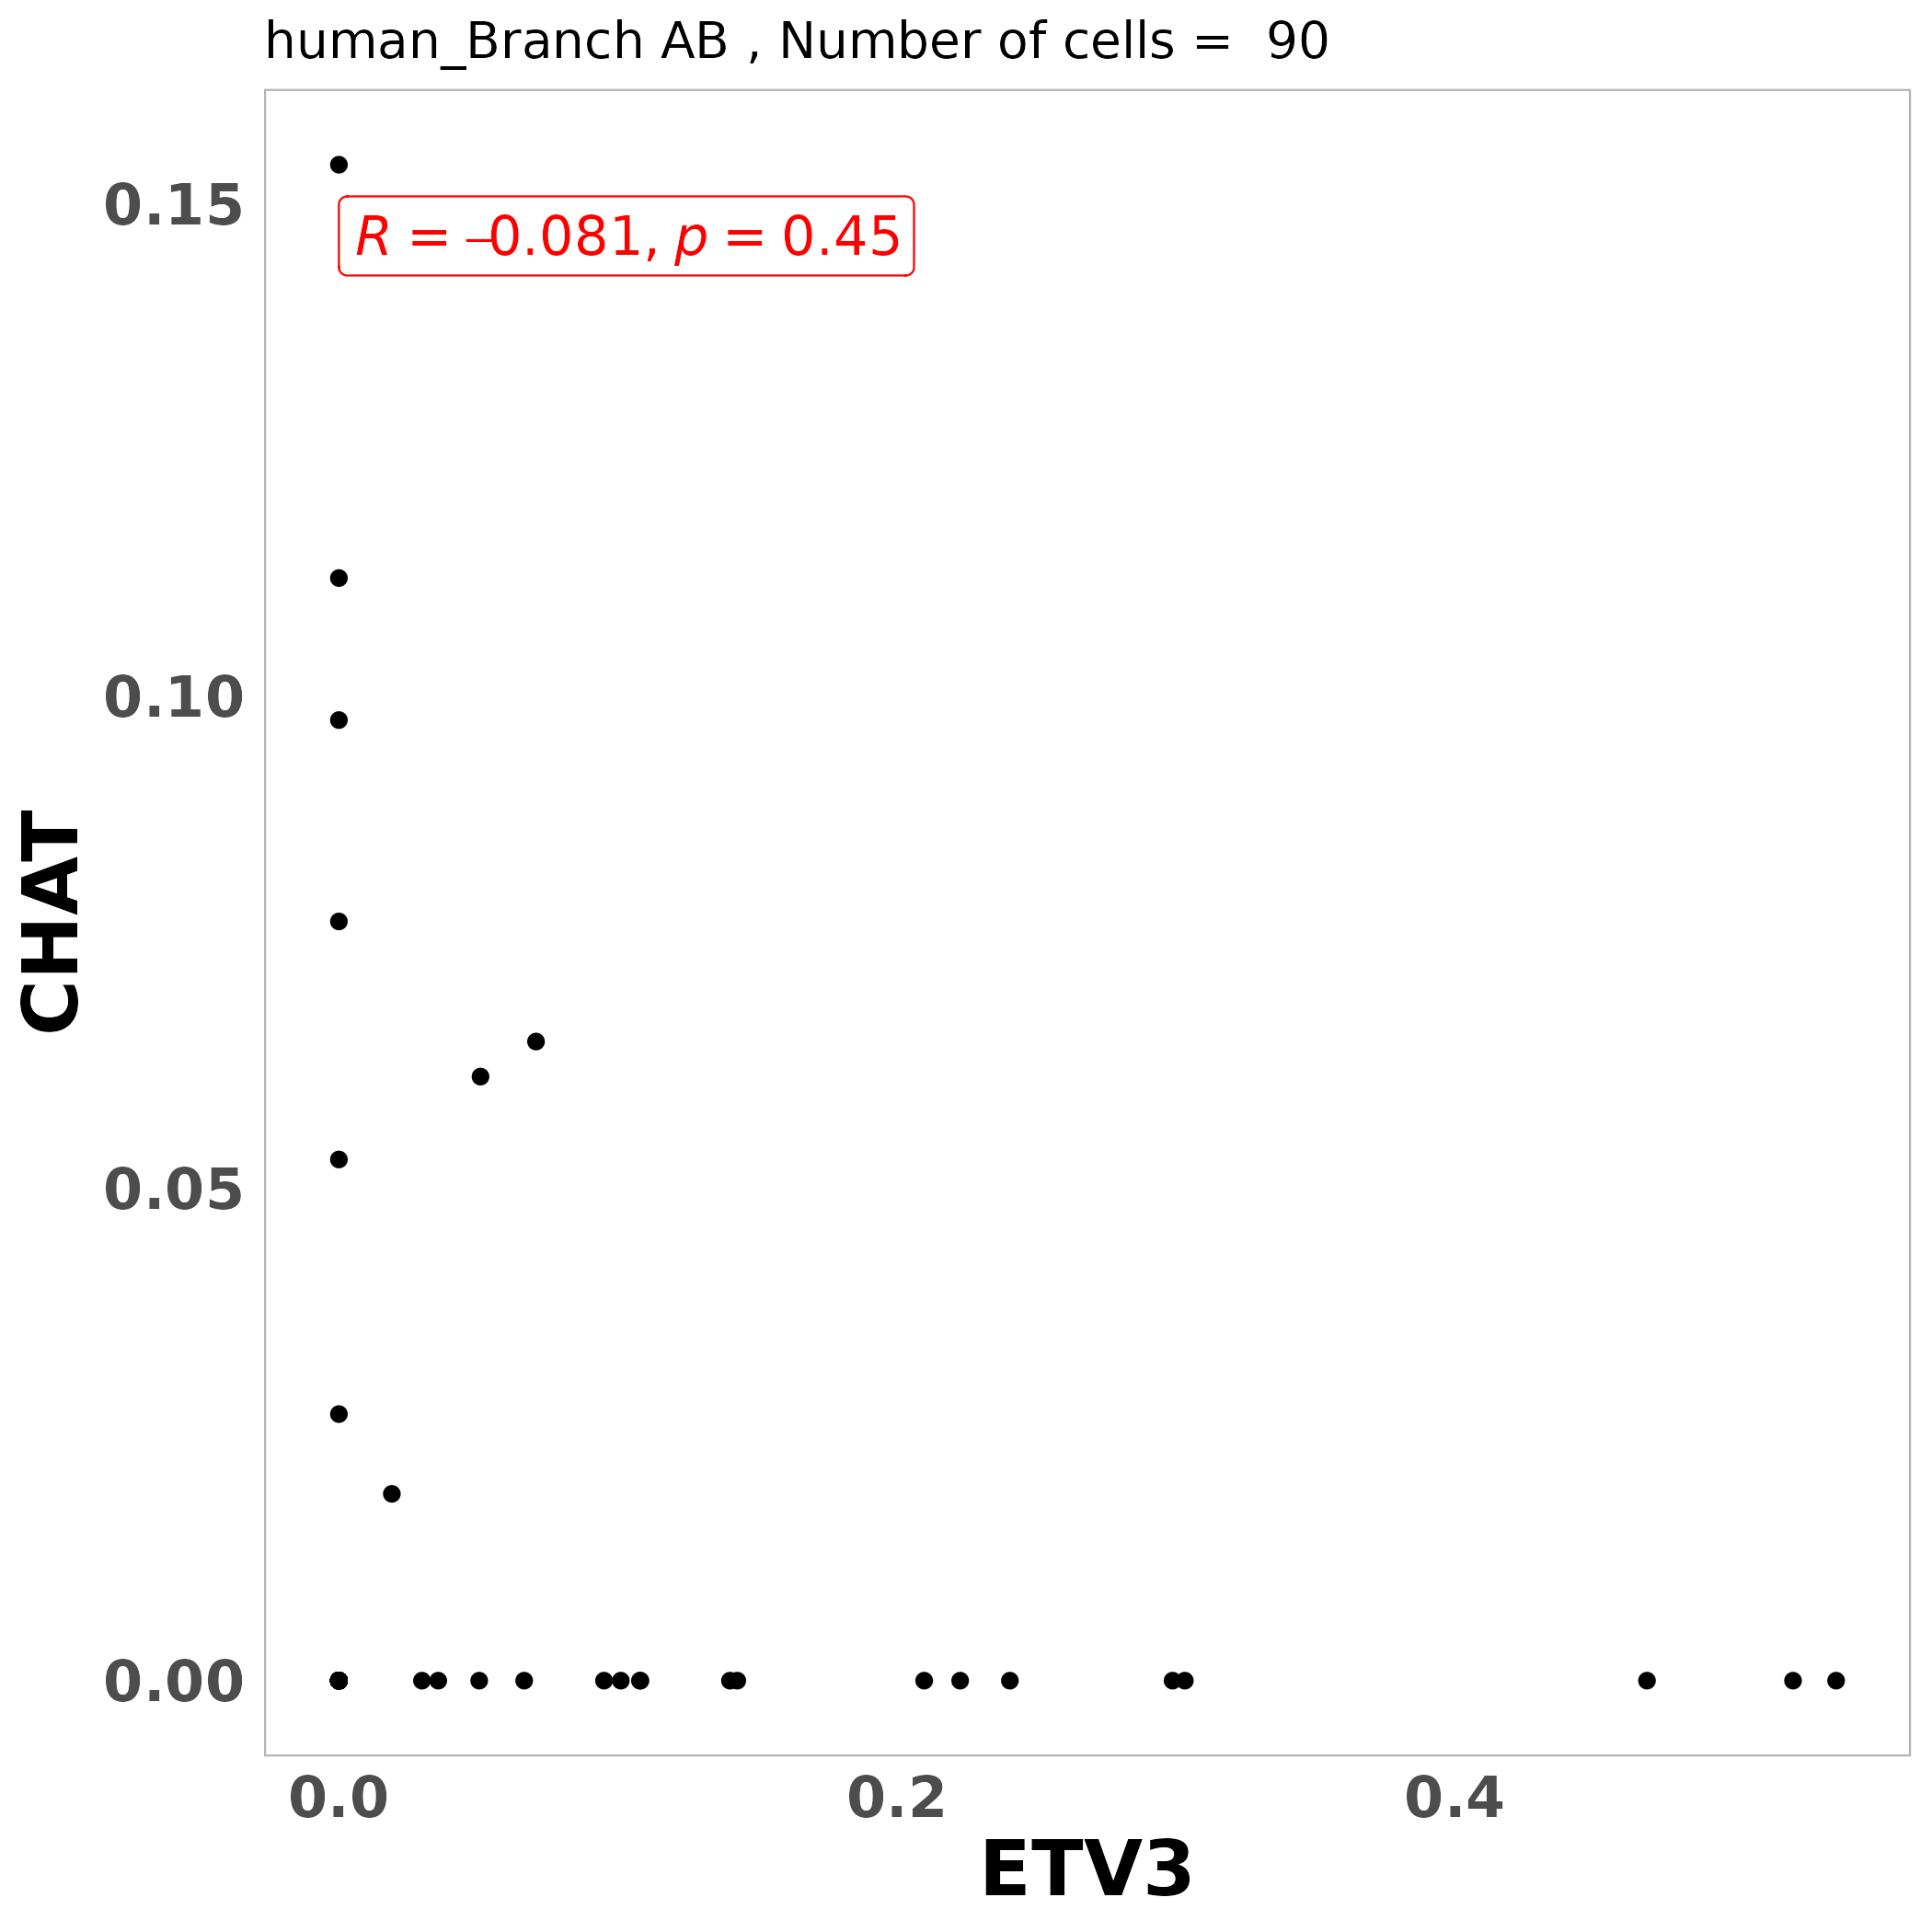 human_Branch AB , Number of cells =  90
0.15
R = –0.081, p = 0.45
0.10
CHAT
0.05
0.00
0.0 0.2 0.4
ETV3